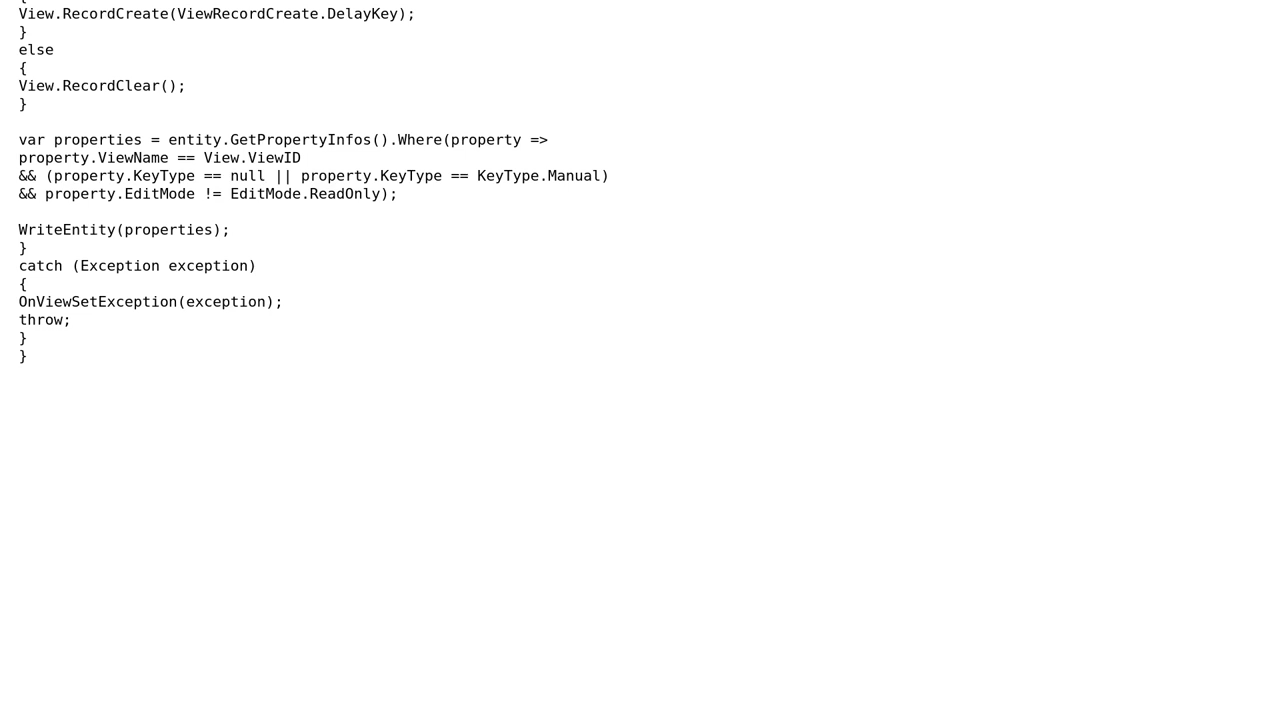 {
View.RecordCreate(ViewRecordCreate.DelayKey);
}
else
{
View.RecordClear();
}

var properties = entity.GetPropertyInfos().Where(property =>
property.ViewName == View.ViewID
&& (property.KeyType == null || property.KeyType == KeyType.Manual)
&& property.EditMode != EditMode.ReadOnly);

WriteEntity(properties);
}
catch (Exception exception)
{
OnViewSetException(exception);
throw;
}
}